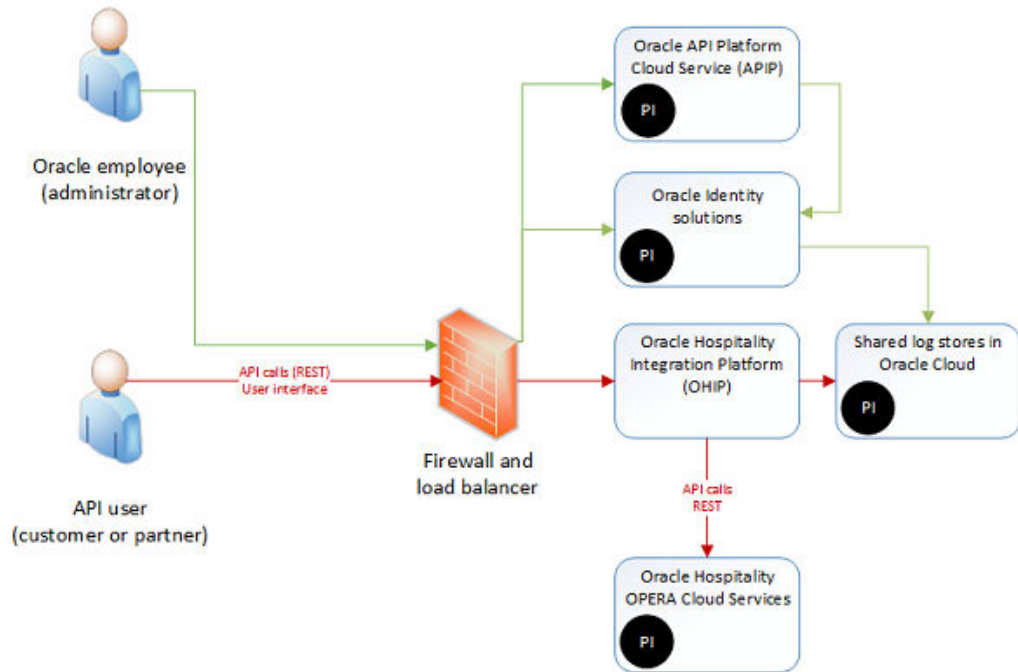 Oracle API Platform
Cloud Service (APIP)
PI
Oracle employee
(administrator)
Oracle Identity
solutions
PI
Oracle Hospitality
Integration Platform
(OHIP)
Shared log stores in
Oracle Cloud
PI
API calls (REST)
User interface
Firewall and
load balancer
API user
(customer or partner)
API calls
REST
Oracle Hospitality
OPERA Cloud Services
PI